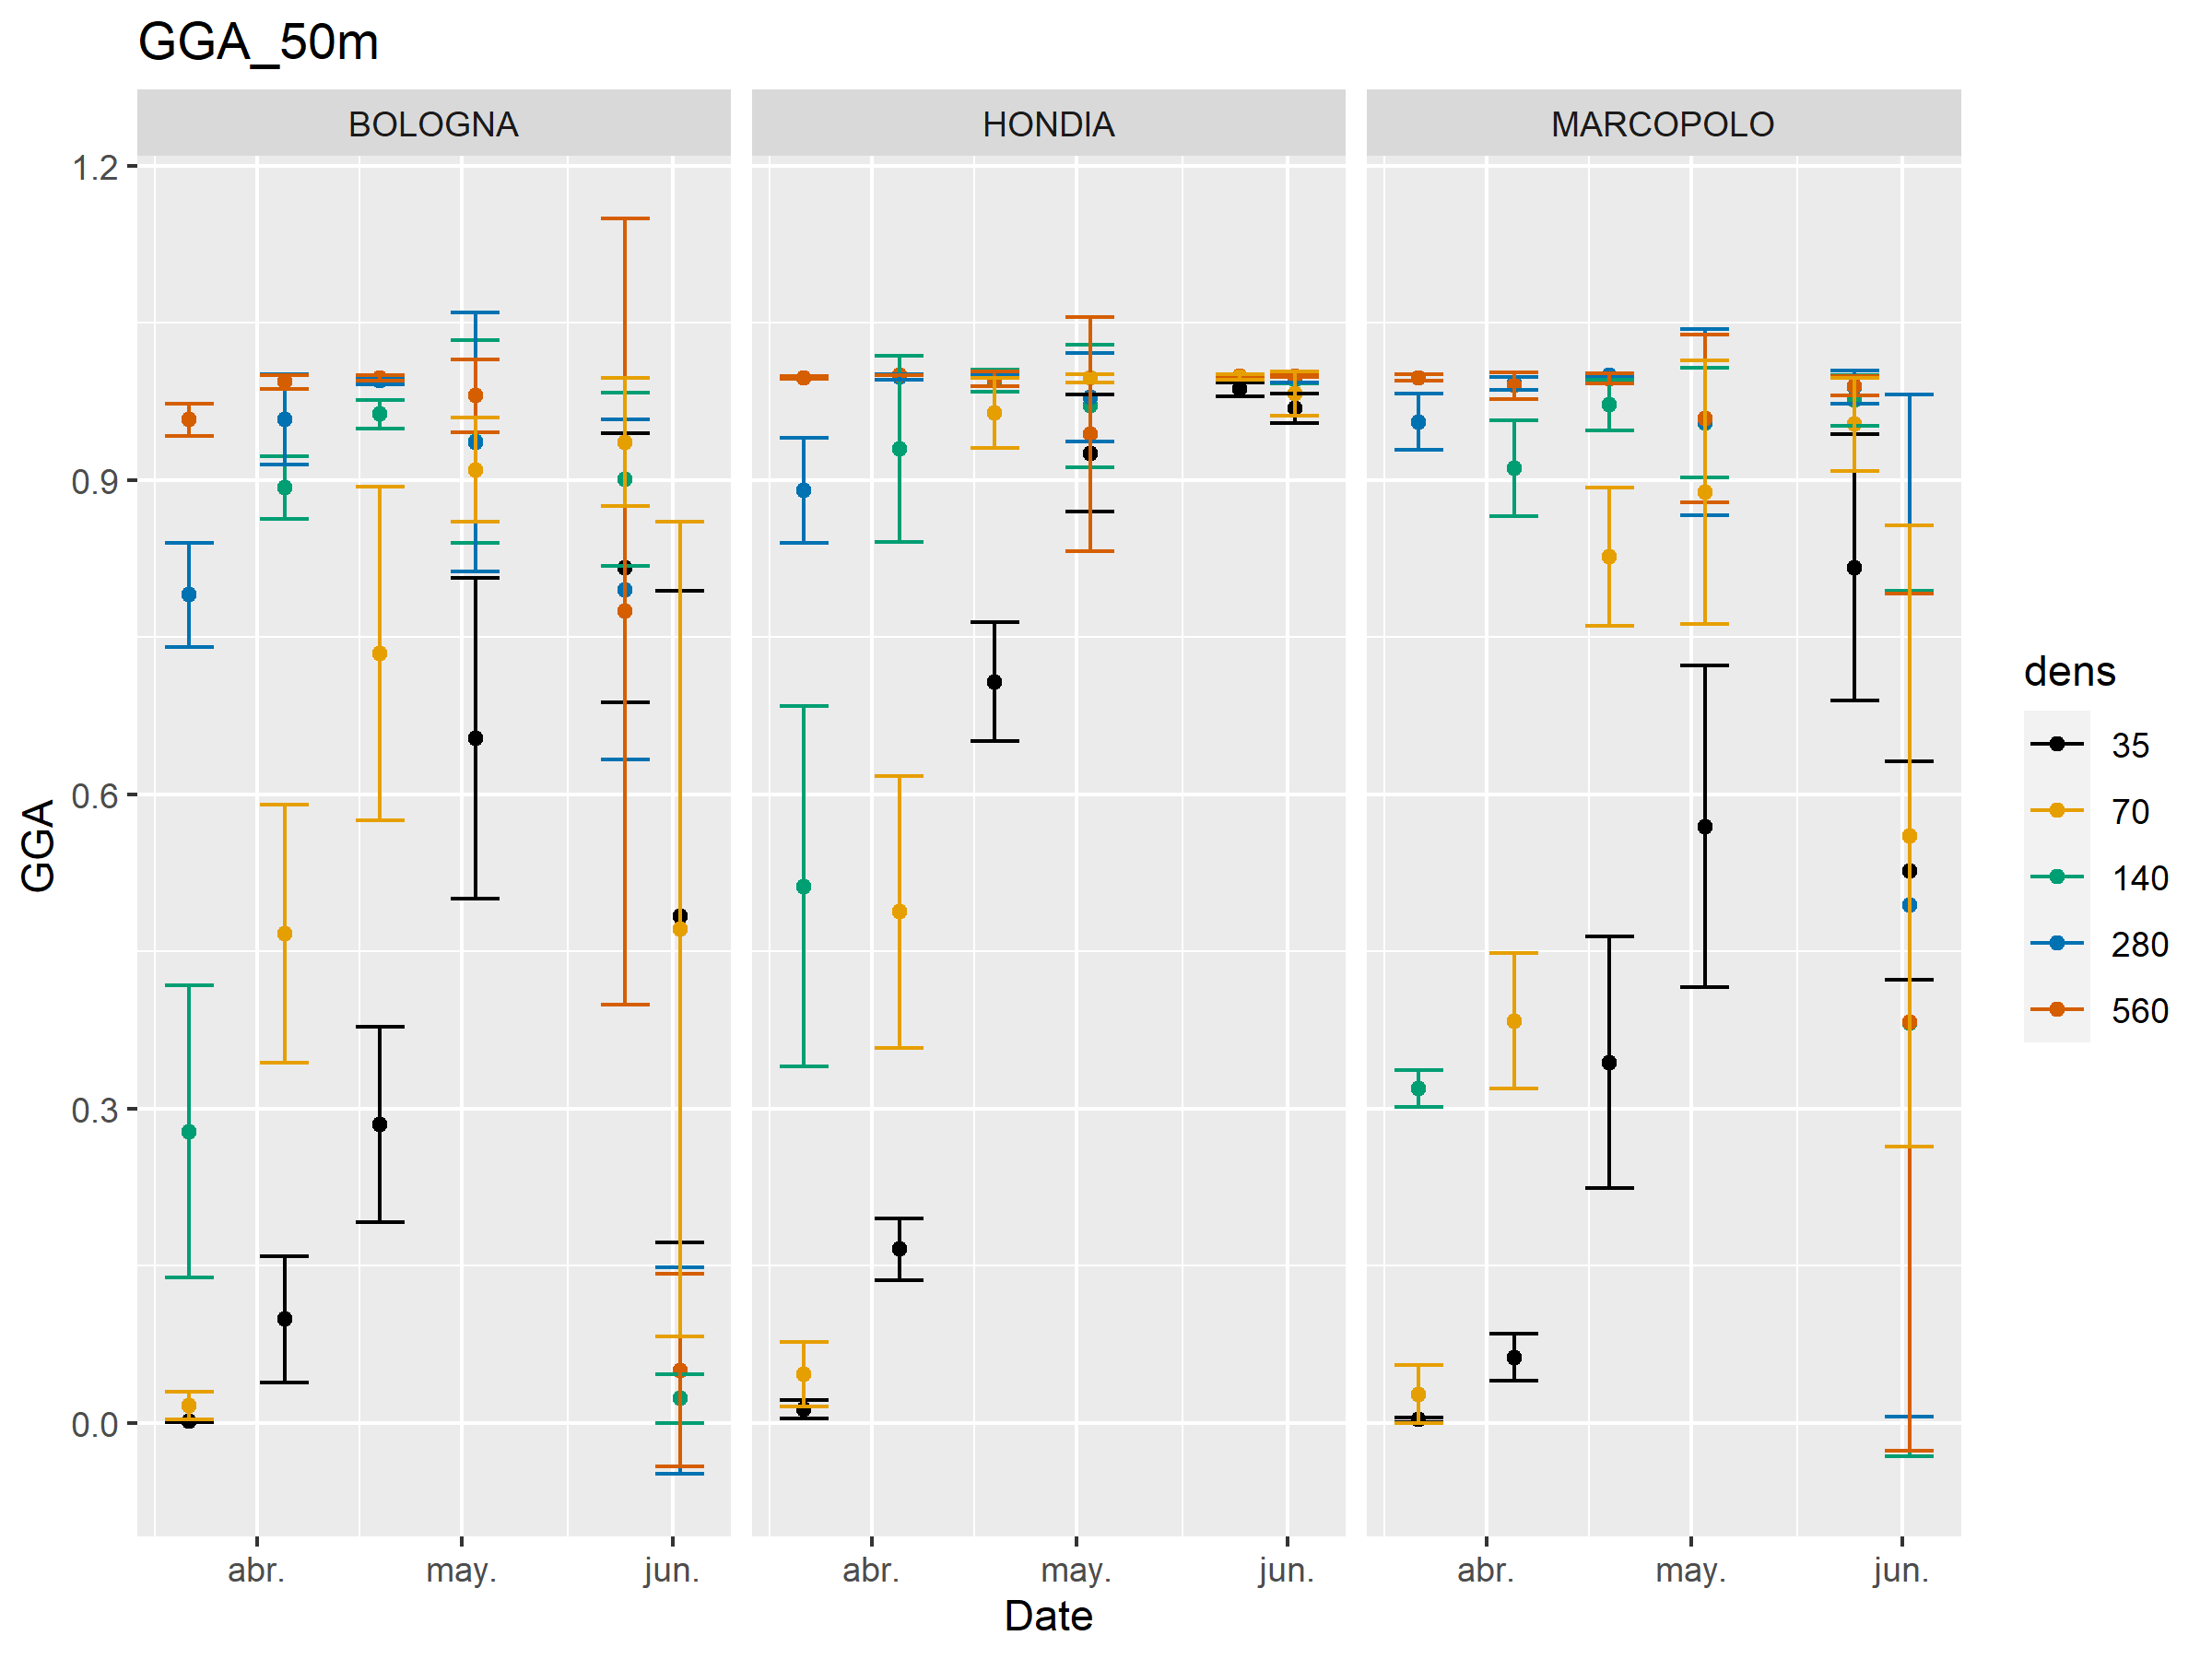 GGA_50m
BOLOGNA HONDIA MARCOPOLO
1.2
0.9
0.6
0.3
0.0
GGA
abr. may. jun. abr. may. jun. abr. may. jun.
Date
dens
35
70
140
280
560